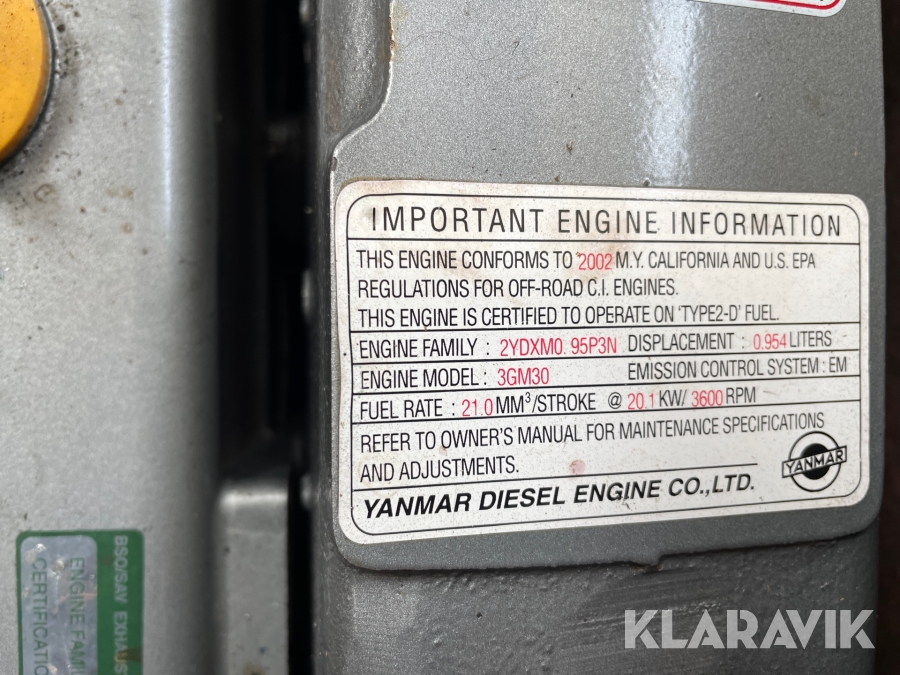 IMPORTANT ENGINE INFORMATION
THIS ENGINE CONFORMS TO 2002 M.Y. CALIFORNIA AND U.S. EPA
REGULATIONS FOR OFF-ROAD C.I. ENGINES.
THIS ENGINE IS CERTIFIED TO OPERATE ON 'TYPE2-D' FUEL.
ENGINE FAMILY : 2YDXM0. 95P3N DISPLACEMENT : 0.954 LITERS
ENGINE MODEL : 3GM30 EMISSION CONTROL SYSTEM : EM
FUEL RATE : 21.0 MM³/STROKE @ 20.1 KW/ 3600 RPM
REFER TO OWNER'S MANUAL FOR MAINTENANCE SPECIFICATIONS
AND ADJUSTMENTS.
YANMAR
YANMAR DIESEL ENGINE CO.,LTD.
BSO/SAV EXHAUS
ENGINE FAMIL
CERTIFICATIO
KLARAVIK